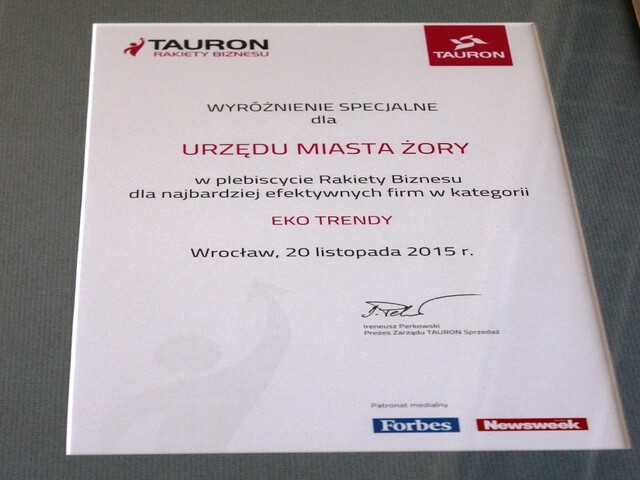 TAURON
RAKIETY BIZNESU
TAURON
WYRÓŻNIENIE SPECJALNE
dla
URZĘDU MIASTA ŻORY
w plebiscycie Rakiety Biznesu
dla najbardziej efektywnych firm w kategorii
EKO TRENDY
Wrocław, 20 listopada 2015 r.
Ireneusz Perkowski
Prezes Zarządu TAURON Sprzedaż
Patronat medialny
Forbes Newsweek